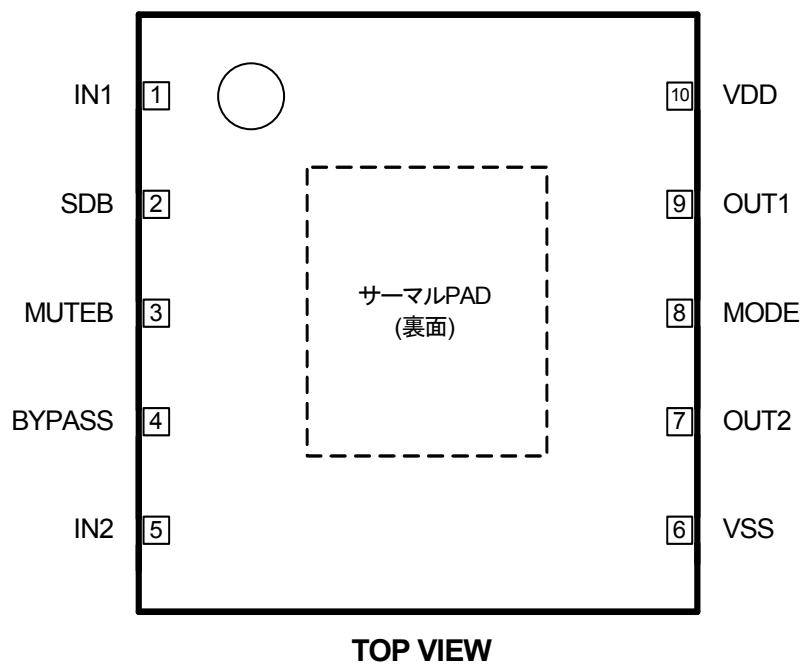 IN1 1 10 VDD
SDB 2 9 OUT1
サーマルPAD
(裏面)
MUTEB 3 8 MODE
BYPASS 4 7 OUT2
IN2 5 6 VSS
TOP VIEW